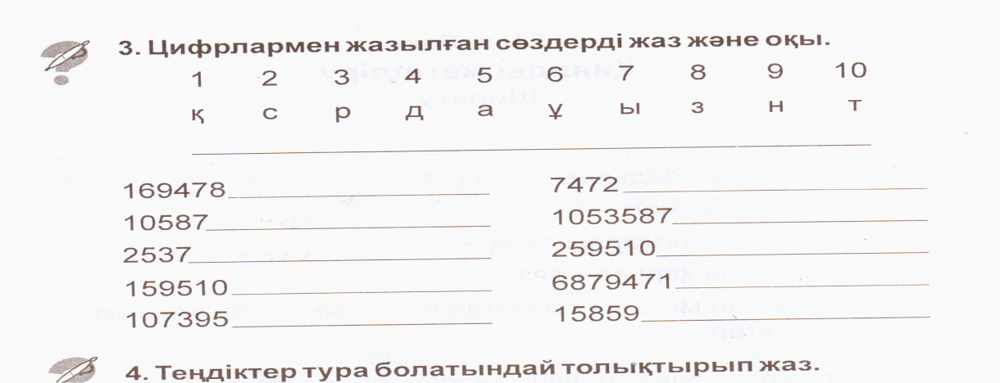 3. Цифрлармен жазылған сөздерді жаз және оқы.
1 2 3 4 5 6 7 8 9 10
қ с р д а ұ ы з н т
169478 7472
10587 1053587
2537 259510
159510 6879471
107395 15859
4. Теңдіктер тура болатындай толықтырып жаз.